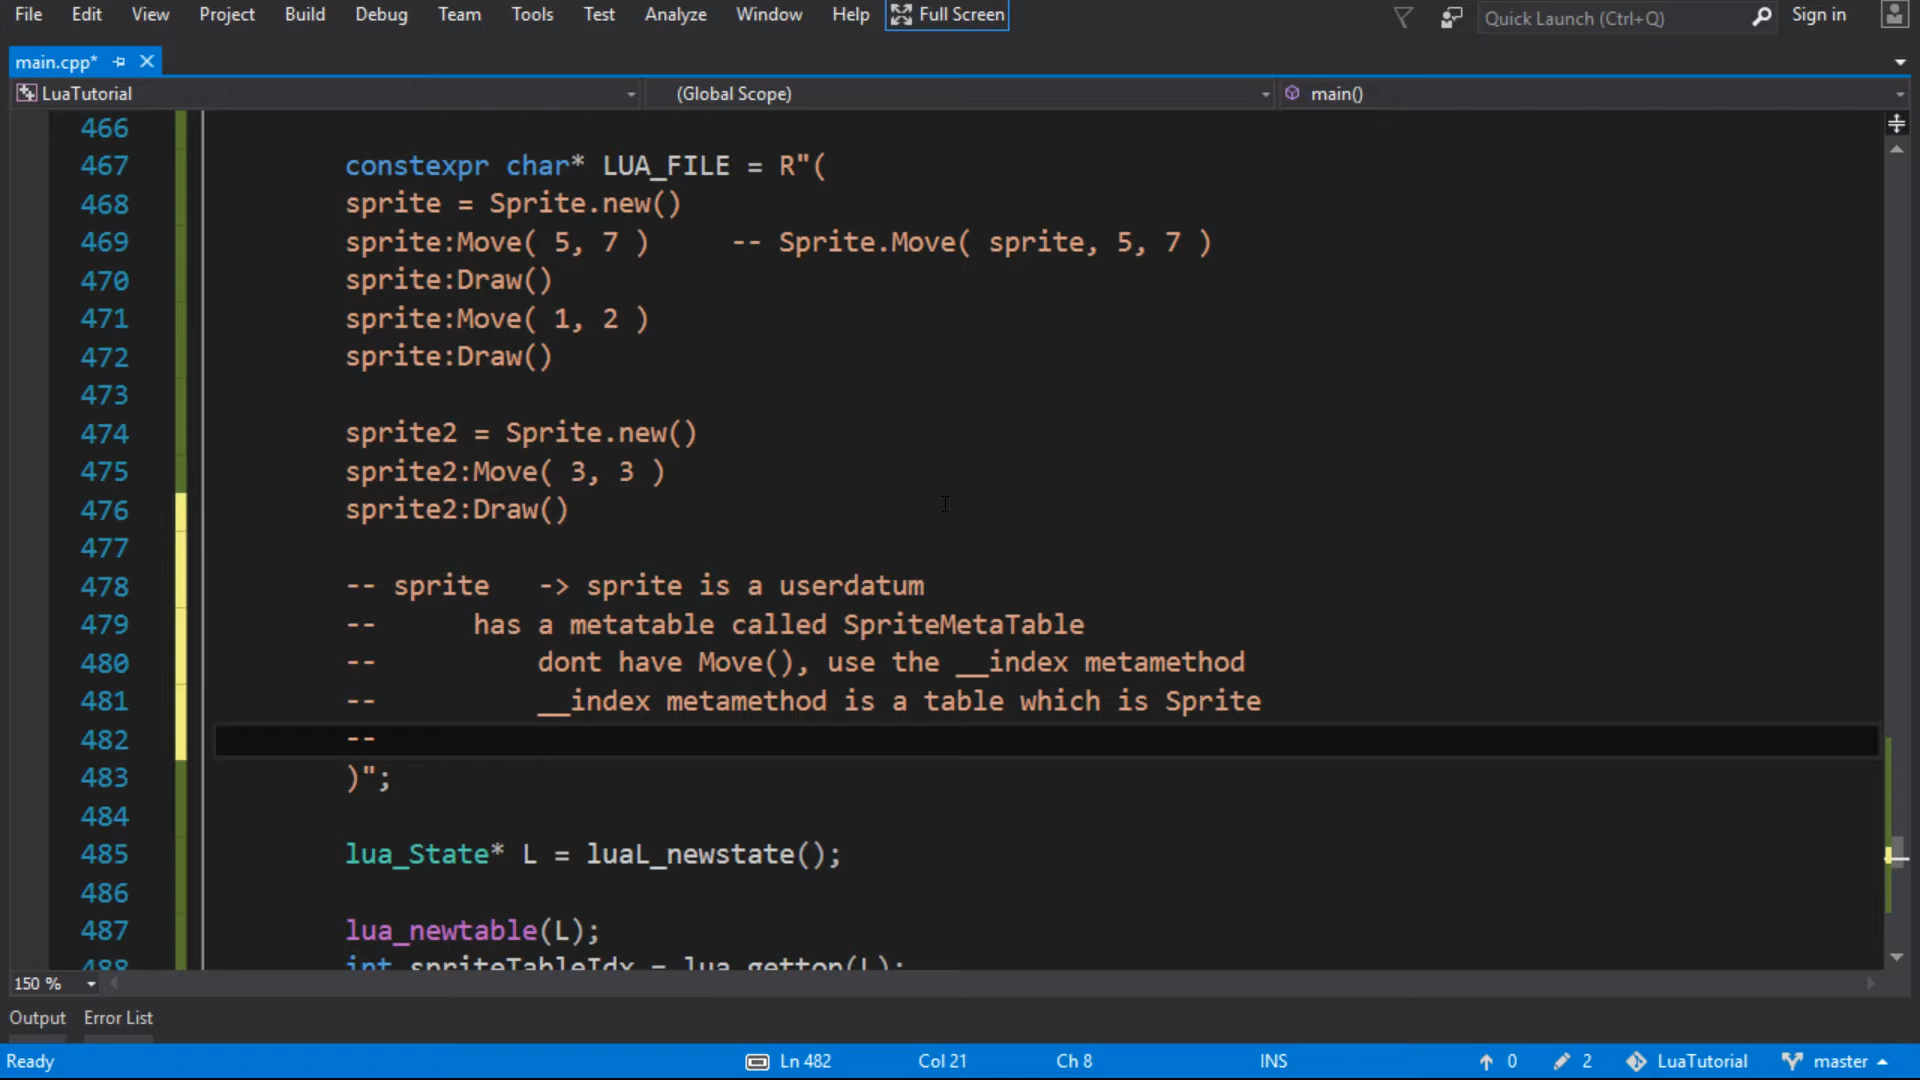 File Edit View Project Build Debug Team Tools Test Analyze Window Help Full Screen Quick Launch (Ctrl+Q) Sign in
main.cpp*
LuaTutorial (Global Scope) main()
466
467 constexpr char* LUA_FILE = R"(
468 sprite = Sprite.new()
469 sprite:Move( 5, 7 ) -- Sprite.Move( sprite, 5, 7 )
470 sprite:Draw()
471 sprite:Move( 1, 2 )
472 sprite:Draw()
473
474 sprite2 = Sprite.new()
475 sprite2:Move( 3, 3 )
476 sprite2:Draw()
477
478 -- sprite -> sprite is a userdatum
479 -- has a metatable called SpriteMetaTable
480 -- dont have Move(), use the __index metamethod
481 -- __index metamethod is a table which is Sprite
482 --
483 )";
484
485 lua_State* L = luaL_newstate();
486
487 lua_newtable(L);
488 int spriteTableIdx = lua_gettop(L);
150 %
Output Error List
Ready Ln 482 Col 21 Ch 8 INS 0 2 LuaTutorial master